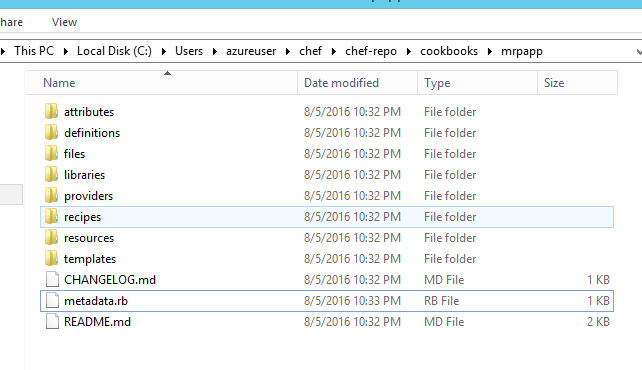 hare View
This PC Local Disk (C:) Users azureuser chef chef-repo cookbooks mrpapp
Name Date modified Type Size
attributes 8/5/2016 10:32 PM File folder
definitions 8/5/2016 10:32 PM File folder
files 8/5/2016 10:32 PM File folder
libraries 8/5/2016 10:32 PM File folder
providers 8/5/2016 10:32 PM File folder
recipes 8/5/2016 10:32 PM File folder
resources 8/5/2016 10:32 PM File folder
templates 8/5/2016 10:32 PM File folder
CHANGELOG.md 8/5/2016 10:32 PM MD File 1 KB
metadata.rb 8/5/2016 10:33 PM RB File 1 KB
README.md 8/5/2016 10:32 PM MD File 2 KB